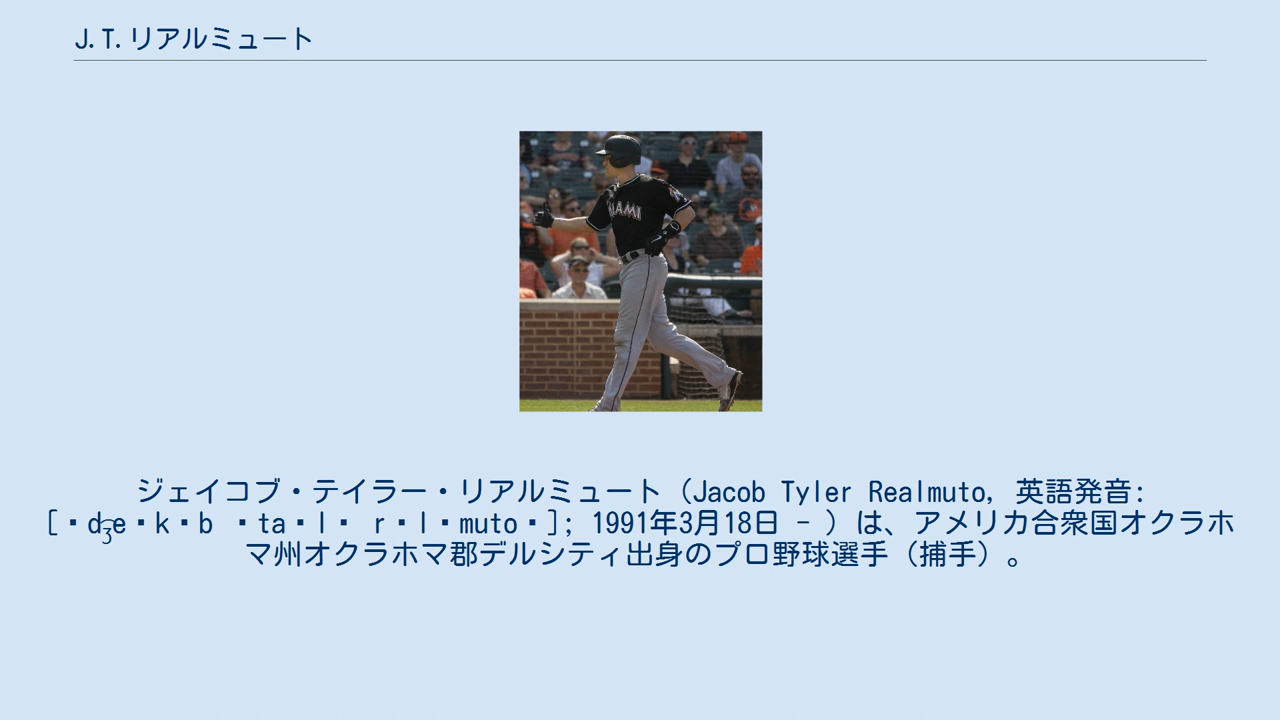 J.T.リアルミュート
MIAMI
ジェイコブ・テイラー・リアルミュート（Jacob Tyler Realmuto, 英語発音:
[・d͡ʒe・k・b ・ta・l・ r・l・muto・]; 1991年3月18日 - ）は、アメリカ合衆国オクラホ
マ州オクラホマ郡デルシティ出身のプロ野球選手（捕手）。